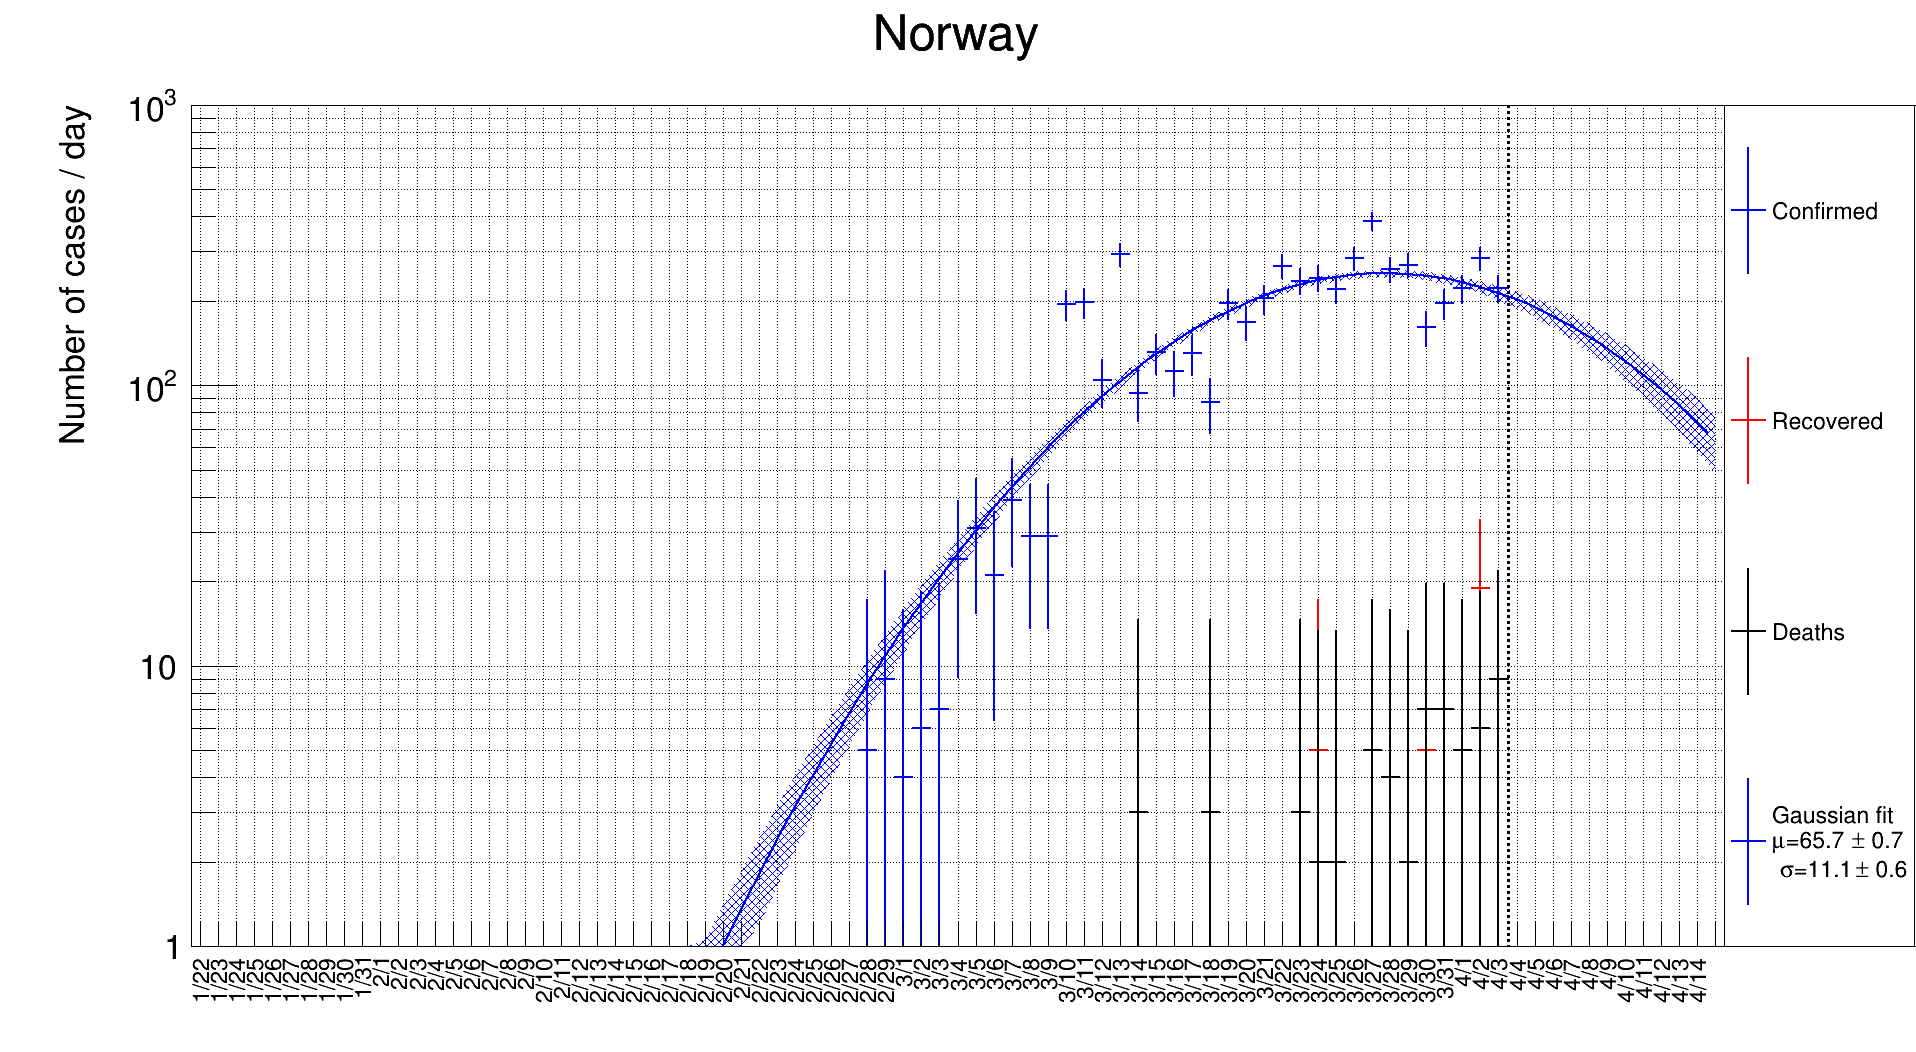 Norway
Number of cases / day
10³
10²
10
1
1/22 1/23 1/24 1/25 1/26 1/27 1/28 1/29 1/30 1/31 2/1 2/2 2/3 2/4 2/5 2/6 2/7 2/8 2/9 2/10 2/11 2/12 2/13 2/14 2/15 2/16 2/17 2/18 2/19 2/20 2/21 2/22 2/23 2/24 2/25 2/26 2/27 2/28 2/29 3/1 3/2 3/3 3/4 3/5 3/6 3/7 3/8 3/9 3/10 3/11 3/12 3/13 3/14 3/15 3/16 3/17 3/18 3/19 3/20 3/21 3/22 3/23 3/24 3/25 3/26 3/27 3/28 3/29 3/30 3/31 4/1 4/2 4/3 4/4 4/5 4/6 4/7 4/8 4/9 4/10 4/11 4/12 4/13 4/14
Confirmed
Recovered
Deaths
Gaussian fit
μ=65.7 ± 0.7
σ=11.1 ± 0.6